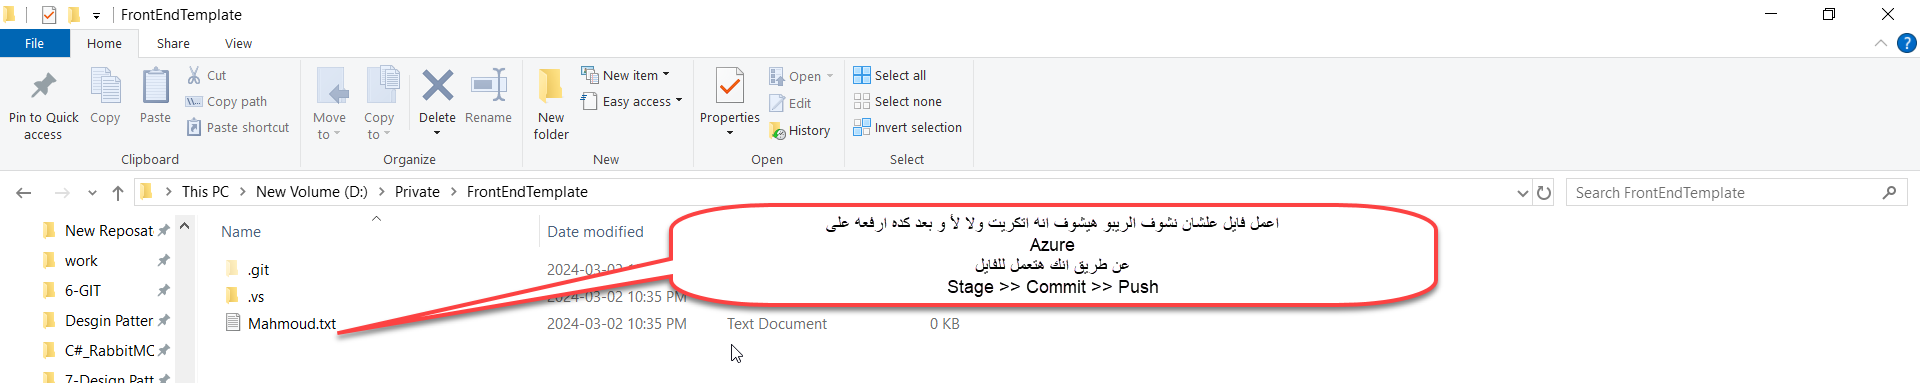 FrontEndTemplate
File Home Share View
Pin to Quick access
Copy
Paste
Cut
Copy path
Paste shortcut
Clipboard
Move to
Copy to
Delete
Rename
Organize
New folder
New item
Easy access
New
Properties
Open
Edit
History
Open
Select all
Select none
Invert selection
Select
This PC > New Volume (D:) > Private > FrontEndTemplate
Search FrontEndTemplate
New Reposat
work
6-GIT
Desgin Patter
C#_RabbitMC
7-Design Patt
Name Date modified
اعمل فايل علشان نشوف الريبو هيشوف انه اتكريت ولا لأ و بعد كده ارفعه على
Azure
عن طريق انك هتعمل للفايل
Stage >> Commit >> Push
.git 2024-03-02
.vs 2024-03-02 10:35 PM
Mahmoud.txt 2024-03-02 10:35 PM Text Document 0 KB